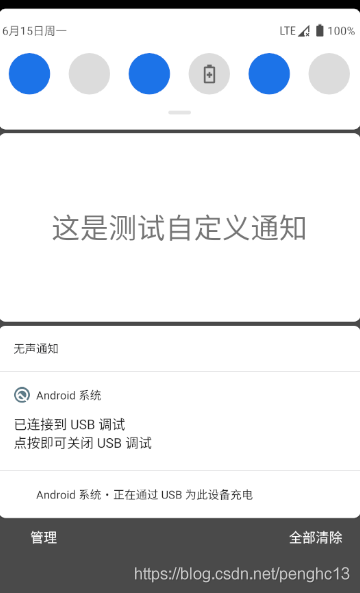 6月15日周一 LTE 100%
这是测试自定义通知
无声通知
Android 系统
已连接到 USB 调试
点按即可关闭 USB 调试
Android 系统 • 正在通过 USB 为此设备充电
管理 全部清除
https://blog.csdn.net/penghc13